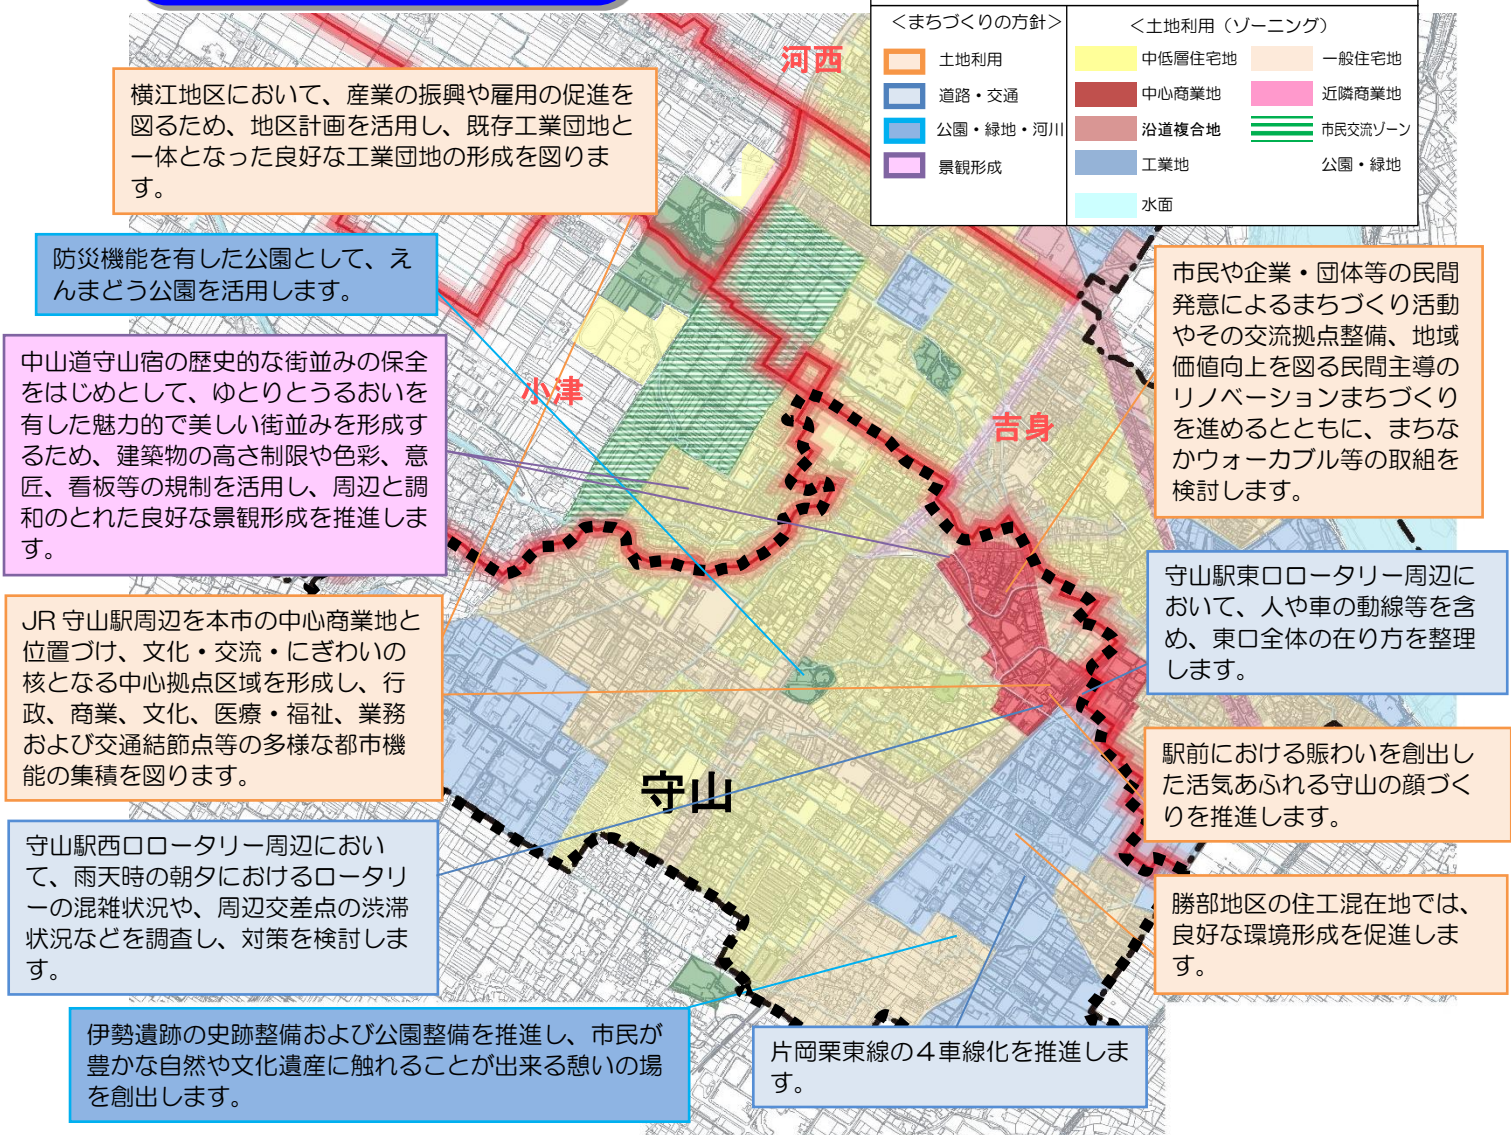 ＜まちづくりの方針＞
土地利用
道路・交通
公園・緑地・河川
景観形成
＜土地利用（ゾーニング）
中低層住宅地
一般住宅地
中心商業地
近隣商業地
沿道複合地
市民交流ゾーン
工業地
公園・緑地
水面
河西
小津
吉身
守山
横江地区において、産業の振興や雇用の促進を
図るため、地区計画を活用し、既存工業団地と
一体となった良好な工業団地の形成を図りま
す。
防災機能を有した公園として、え
んまどう公園を活用します。
中山道守山宿の歴史的な街並みの保全
をはじめとして、ゆとりとうるおいを
有した魅力的で美しい街並みを形成す
るため、建築物の高さ制限や色彩、意
匠、看板等の規制を活用し、周辺と調
和のとれた良好な景観形成を推進しま
す。
JR 守山駅周辺を本市の中心商業地と
位置づけ、文化・交流・にぎわいの
核となる中心拠点区域を形成し、行
政、商業、文化、医療・福祉、業務
および交通結節点等の多様な都市機
能の集積を図ります。
守山駅西口ロータリー周辺におい
て、雨天時の朝夕におけるロータリ
ーの混雑状況や、周辺交差点の渋滞
状況などを調査し、対策を検討しま
す。
伊勢遺跡の史跡整備および公園整備を推進し、市民が
豊かな自然や文化遺産に触れることが出来る憩いの場
を創出します。
片岡栗東線の４車線化を推進しま
す。
市民や企業・団体等の民間
発意によるまちづくり活動
やその交流拠点整備、地域
価値向上を図る民間主導の
リノベーションまちづくり
を進めるとともに、まちな
かウォーカブル等の取組を
検討します。
守山駅東口ロータリー周辺に
おいて、人や車の動線等を含
め、東口全体の在り方を整理
します。
駅前における賑わいを創出し
た活気あふれる守山の顔づく
りを推進します。
勝部地区の住工混在地では、
良好な環境形成を促進しま
す。